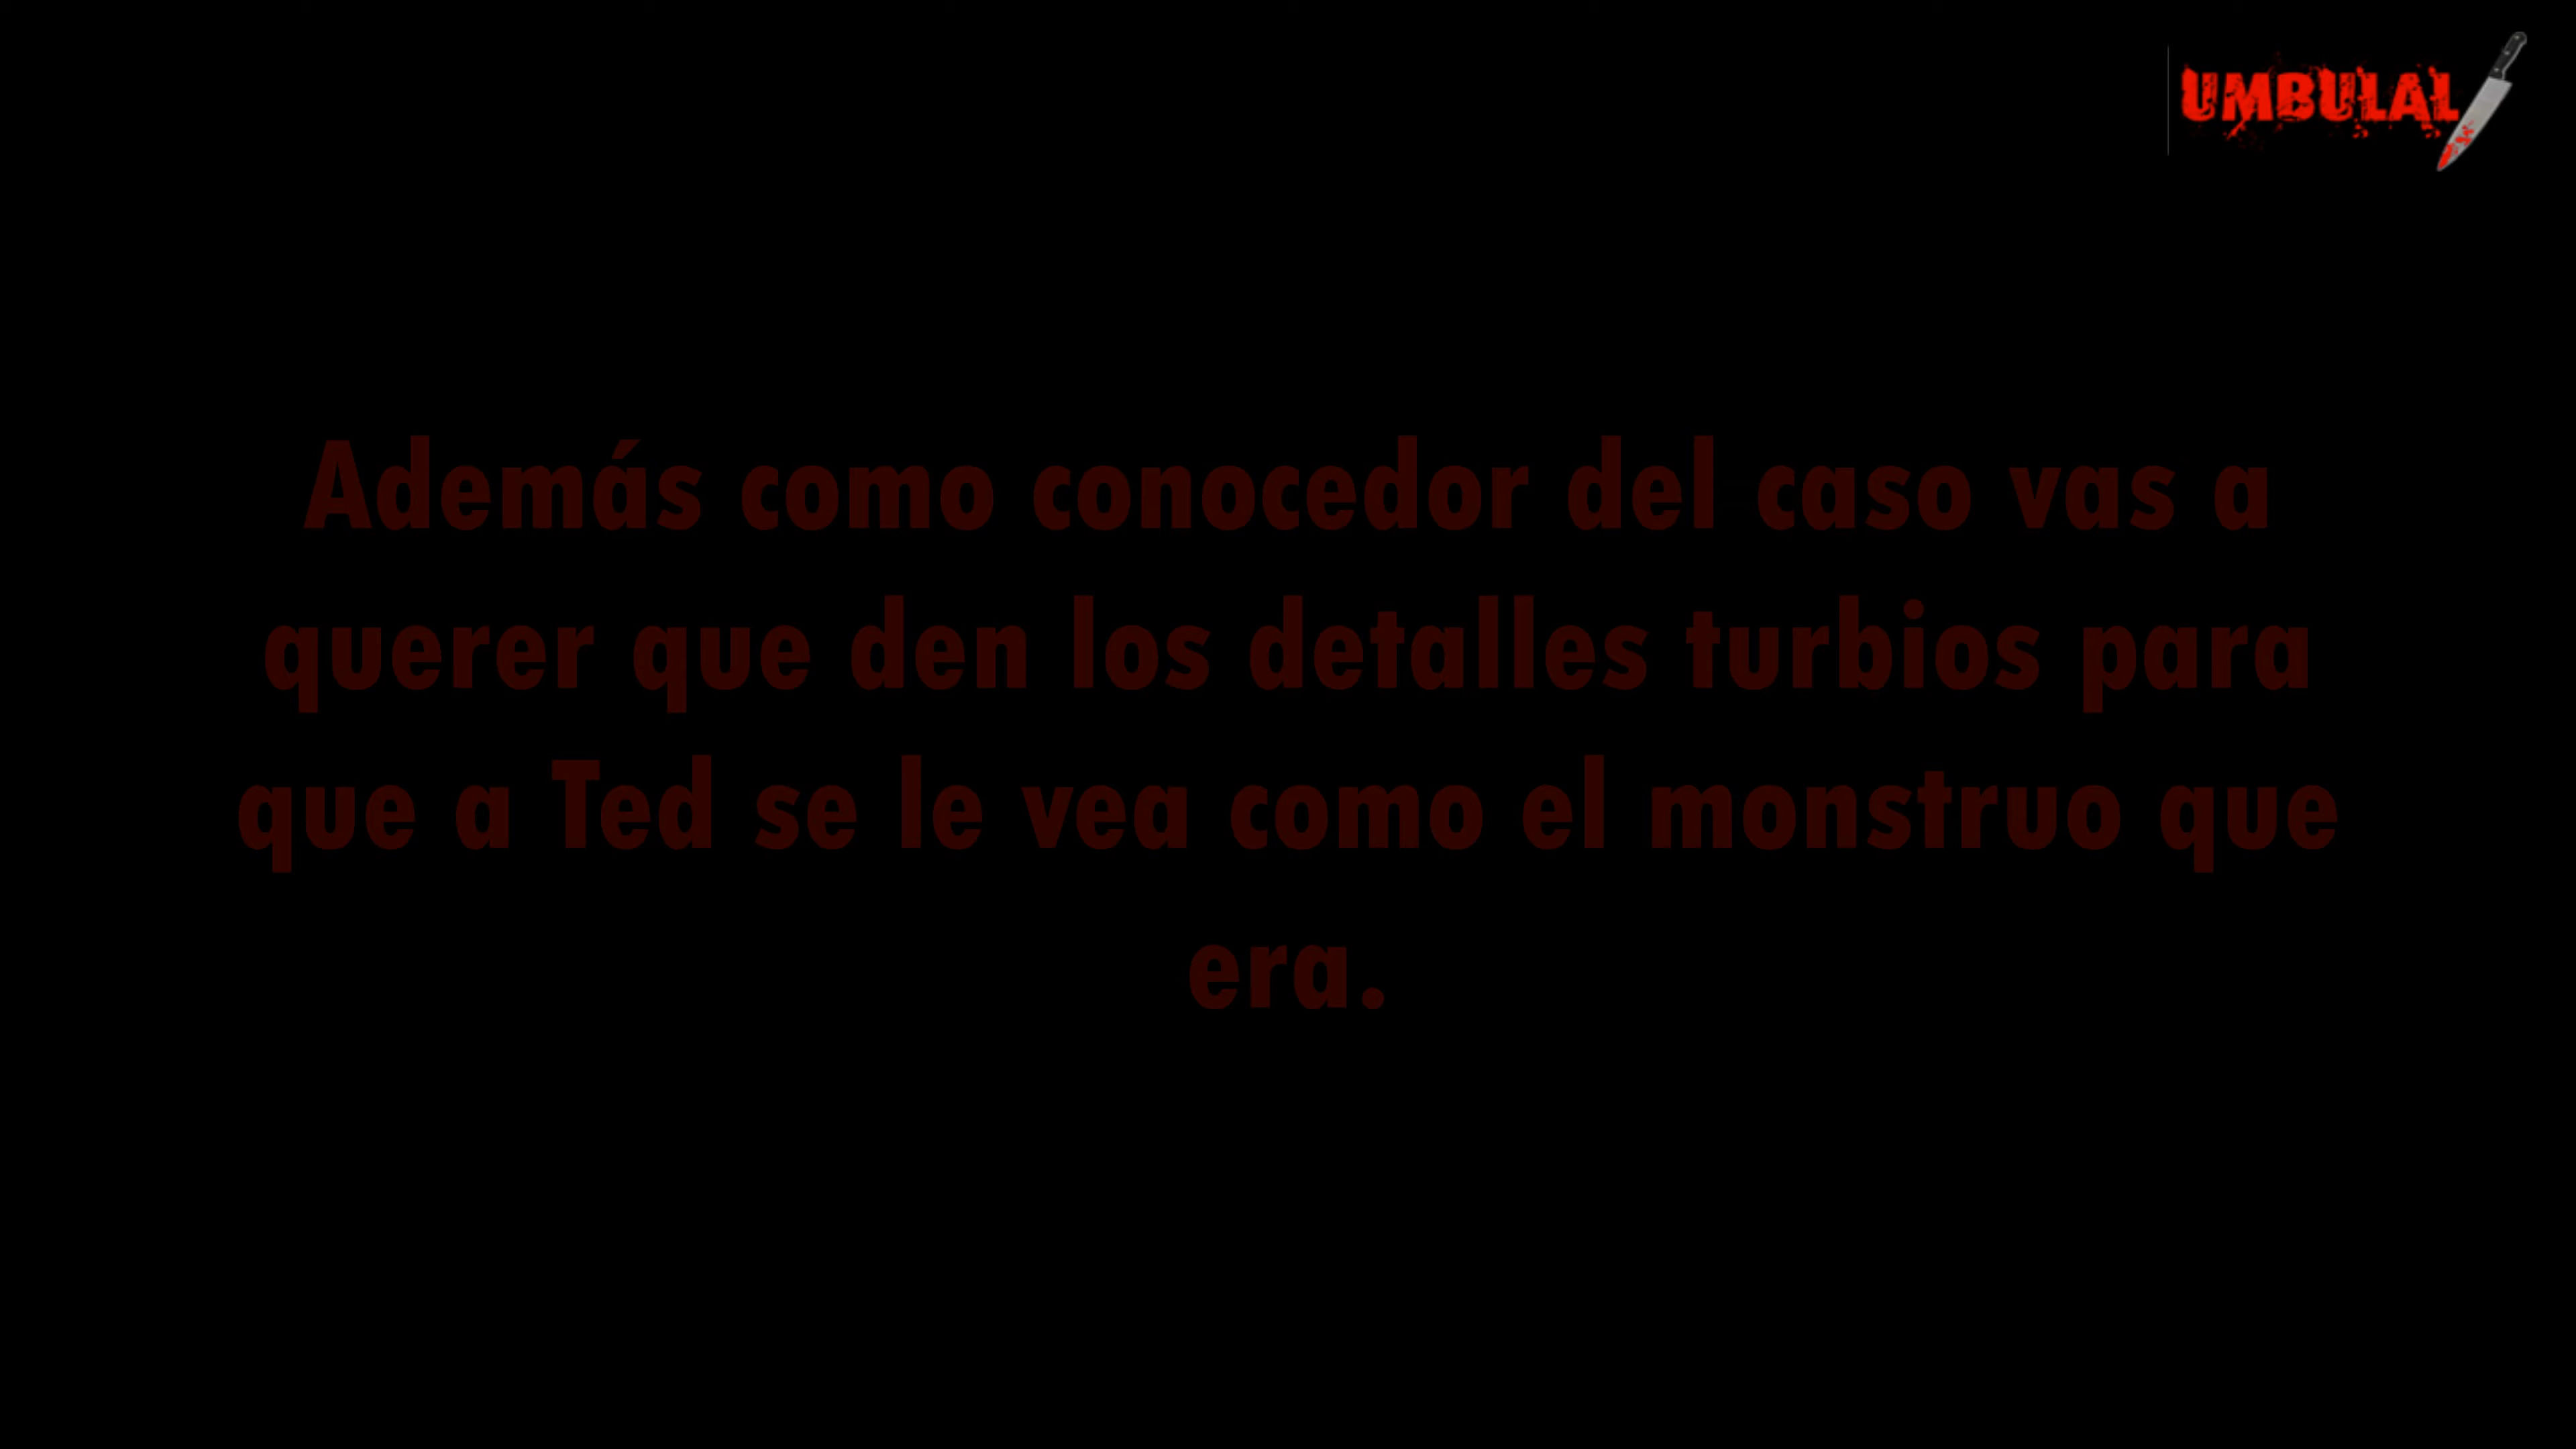 UMBULAL
Además como conocedor del caso vas a
querer que den los detalles turbios para
que a Ted se le vea como el monstruo que
era.